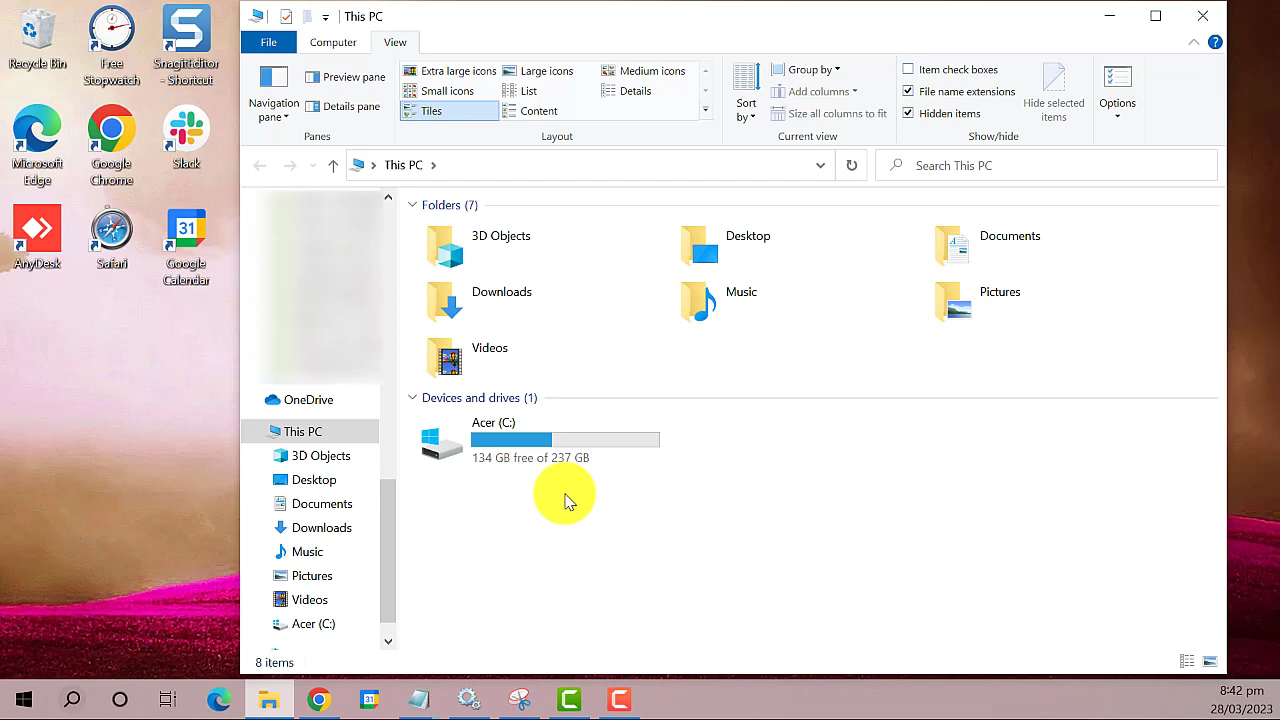 Recycle Bin
Free
Stopwatch
SnagitEditor
- Shortcut
Microsoft
Edge
Google
Chrome
Slack
AnyDesk
Safari
31
Google
Calendar
This PC
File
Computer
View
Navigation
pane
Preview pane
Details pane
Panes
Extra large icons
Large icons
Medium icons
Small icons
List
Details
Tiles
Content
Layout
Sort
by
Group by
Add columns
Size all columns to fit
Current view
Item check boxes
File name extensions
Hidden items
Hide selected
items
Show/hide
Options
This PC
Search This PC
OneDrive
This PC
3D Objects
Desktop
Documents
Downloads
Music
Pictures
Videos
Acer (C:)
Folders (7)
3D Objects
Desktop
Documents
Downloads
Music
Pictures
Videos
Devices and drives (1)
Acer (C:)
134 GB free of 237 GB
8 items
31
8:42 pm
28/03/2023